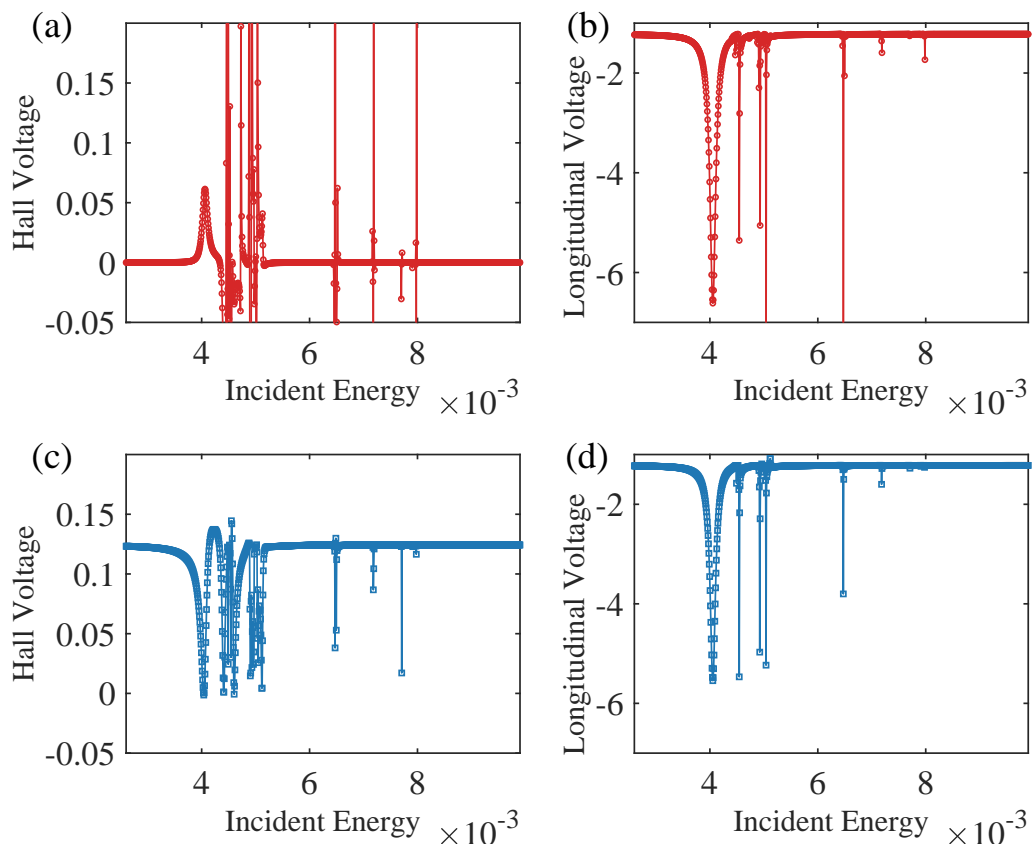 (a)
Hall Voltage
0.15
0.1
0.05
0
-0.05
4
6
8
Incident Energy
×10⁻³
(b)
Longitudinal Voltage
-2
-4
-6
4
6
8
Incident Energy
×10⁻³
(c)
Hall Voltage
0.15
0.1
0.05
0
-0.05
4
6
8
Incident Energy
×10⁻³
(d)
Longitudinal Voltage
-2
-4
-6
4
6
8
Incident Energy
×10⁻³